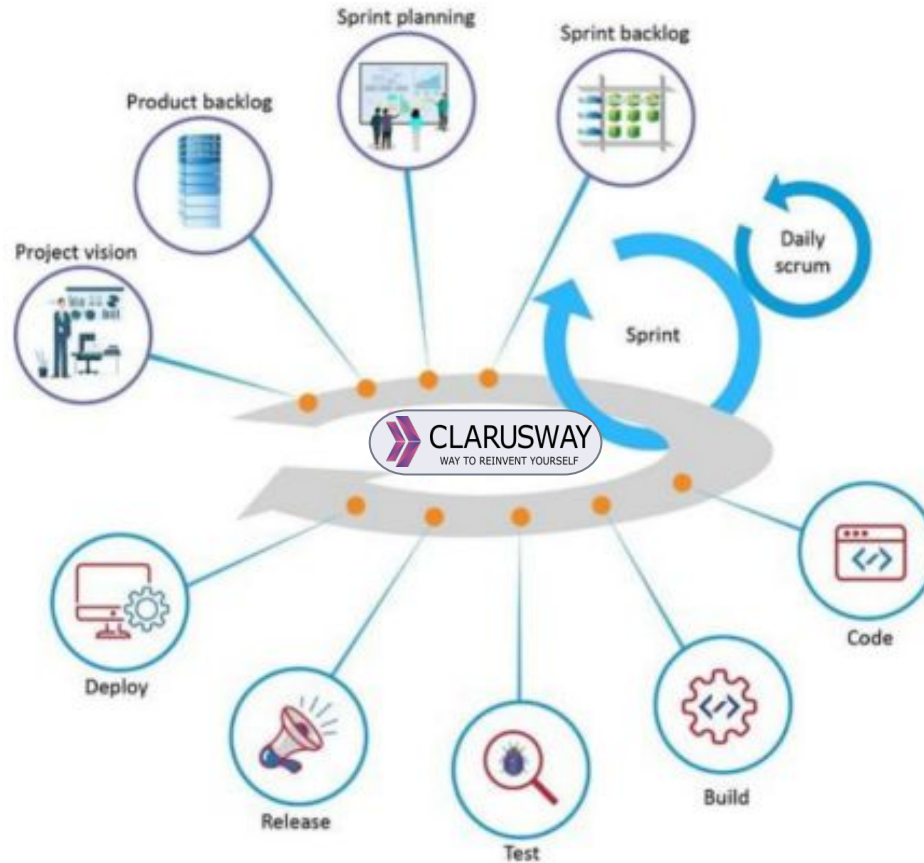 Sprint planning
Sprint backlog
Product backlog
Daily
scrum
Project vision
Sprint
CLARUSWAY
WAY TO REINVENT YOURSELF
Code
Deploy
Build
Release
Test